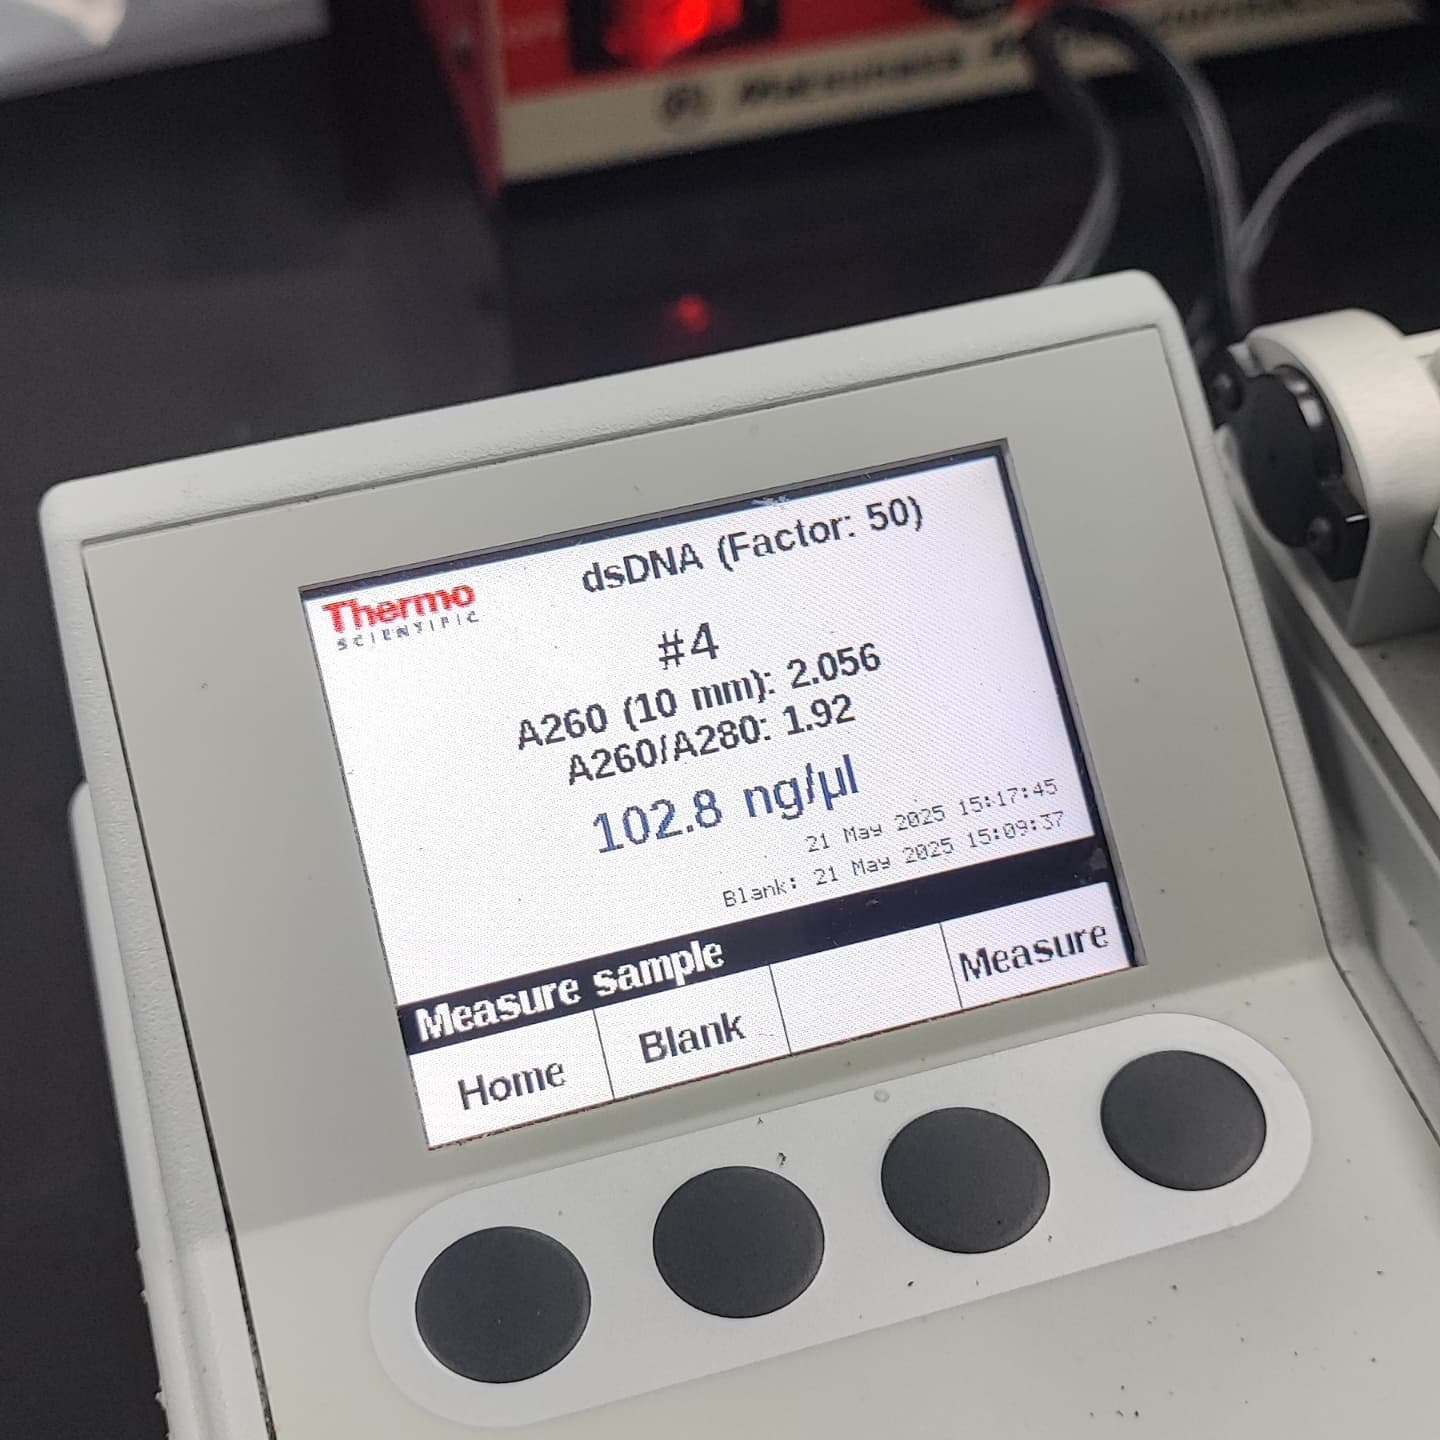 Thermo
SCIENTIFIC
dsDNA (Factor: 50)
#4
A260 (10 mm): 2.056
A260/A280: 1.92
102.8 ng/µl
21 May 2025 15:17:45
Blank: 21 May 2025 15:09:37
Measure sample
Home
Blank
Measure